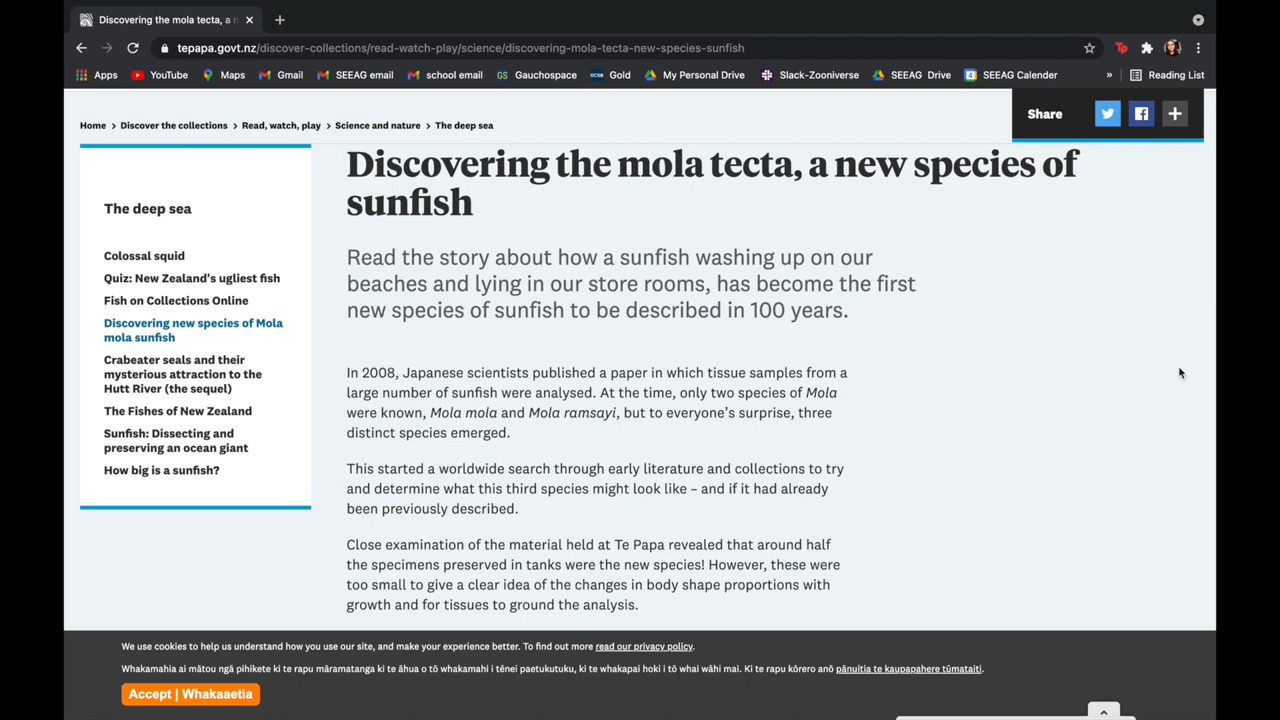 Discovering the mola tecta, a n
tepapa.govt.nz/discover-collections/read-watch-play/science/discovering-mola-tecta-new-species-sunfish
Apps YouTube Maps Gmail SEEAG email school email GS Gauchospace UCSB Gold My Personal Drive Slack-Zooniverse SEEAG Drive 4 SEEAG Calender » Reading List
Home > Discover the collections > Read, watch, play > Science and nature > The deep sea
Share
The deep sea
Colossal squid
Quiz: New Zealand's ugliest fish
Fish on Collections Online
Discovering new species of Mola
mola sunfish
Crabeater seals and their
mysterious attraction to the
Hutt River (the sequel)
The Fishes of New Zealand
Sunfish: Dissecting and
preserving an ocean giant
How big is a sunfish?
Discovering the mola tecta, a new species of
sunfish
Read the story about how a sunfish washing up on our
beaches and lying in our store rooms, has become the first
new species of sunfish to be described in 100 years.
In 2008, Japanese scientists published a paper in which tissue samples from a
large number of sunfish were analysed. At the time, only two species of Mola
were known, Mola mola and Mola ramsayi, but to everyone's surprise, three
distinct species emerged.
This started a worldwide search through early literature and collections to try
and determine what this third species might look like – and if it had already
been previously described.
Close examination of the material held at Te Papa revealed that around half
the specimens preserved in tanks were the new species! However, these were
too small to give a clear idea of the changes in body shape proportions with
growth and for tissues to ground the analysis.
We use cookies to help us understand how you use our site, and make your experience better. To find out more read our privacy policy.
Whakamahia ai mātou ngā pihikete ki te rapu māramatanga ki te āhua o tō whakamahi i tēnei paetukutuku, ki te whakapai hoki i tō whai wāhi mai. Ki te rapu kōrero anō pānuitia te kaupapahere tūmataiti.
Accept | Whakaaetia